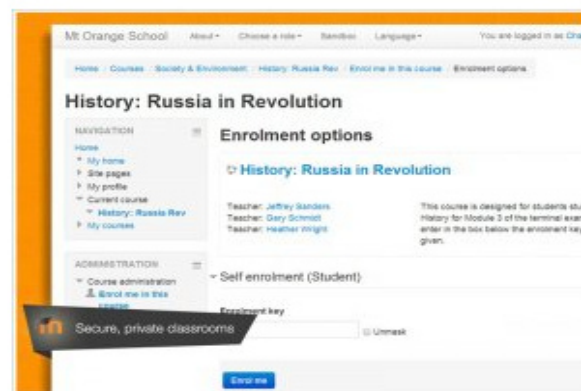 Mt Orange School About Choose a role Sandbox Language You are logged in as Cha
Home Courses Society & Environment History: Russia Rev Enrol me in this course Enrolment options
History: Russia in Revolution
NAVIGATION
Home
My home
Site pages
My profile
Current course
History: Russia Rev
My courses
ADMINISTRATION
Course administration
Enrol me in this
course
Enrolment options
History: Russia in Revolution
Teacher: Jeffrey Sanders
Teacher: Gary Schmidt
Teacher: Heather Wright
This course is designed for students stu
History for Module 3 of the terminal exa
enter in the box below the enrolment key
given.
Self enrolment (Student)
Enrolment key
Unmask
Enrol me
m Secure, private classrooms